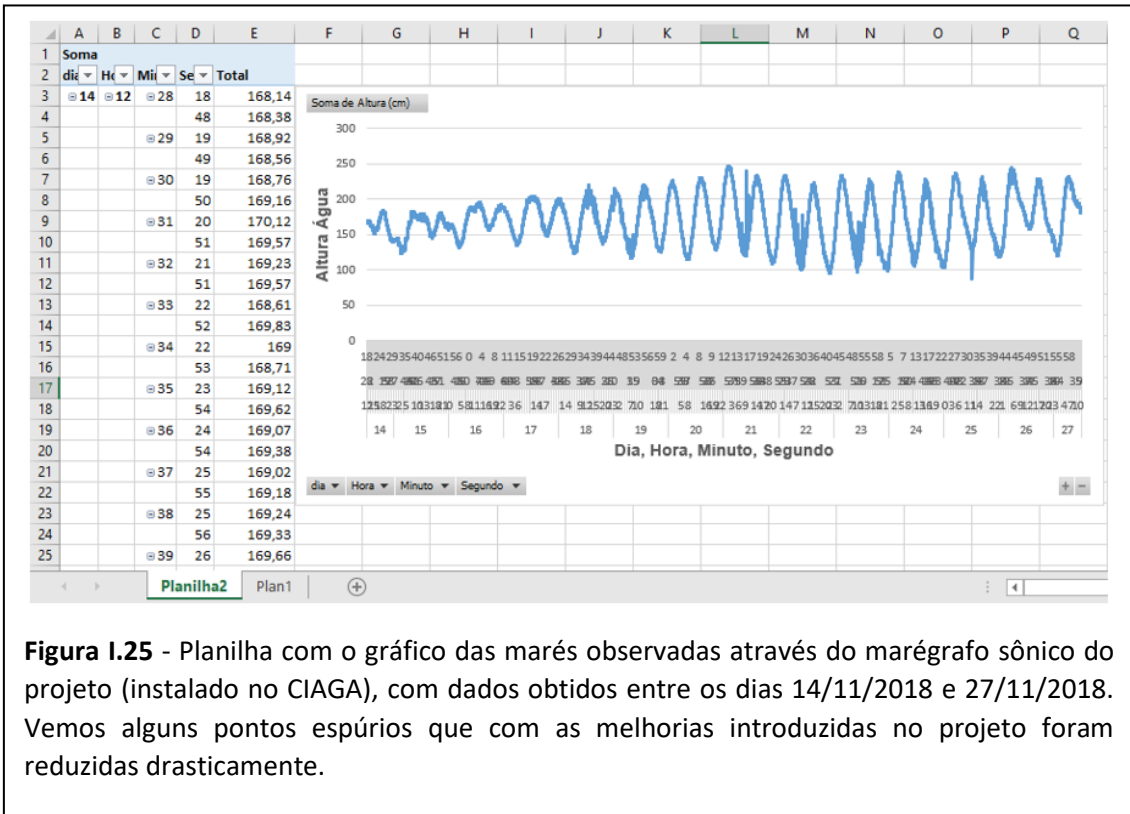 A B C D E F G H I J K L M N O P Q
1 Soma
2 dia Ho Min Se Total
3 14 12 28 18 168,14
4 48 168,38
5 29 19 168,92
6 49 168,56
7 30 19 168,76
8 50 169,16
9 31 20 170,12
10 51 169,57
11 32 21 169,23
12 51 169,57
13 33 22 168,61
14 52 169,83
15 34 22 169
16 53 168,71
17 35 23 169,12
18 54 169,62
19 36 24 169,07
20 54 169,38
21 37 25 169,02
22 55 169,18
23 38 25 169,24
24 56 169,33
25 39 26 169,66
Soma de Altura (cm)
Altura Água
300
250
200
150
100
50
0
14 15 16 17 18 19 20 21 22 23 24 25 26 27
Dia, Hora, Minuto, Segundo
dia Hora Minuto Segundo + −
Planilha2 Plan1
Figura I.25 - Planilha com o gráfico das marés observadas através do marégrafo sônico do
projeto (instalado no CIAGA), com dados obtidos entre os dias 14/11/2018 e 27/11/2018.
Vemos alguns pontos espúrios que com as melhorias introduzidas no projeto foram
reduzidas drasticamente.